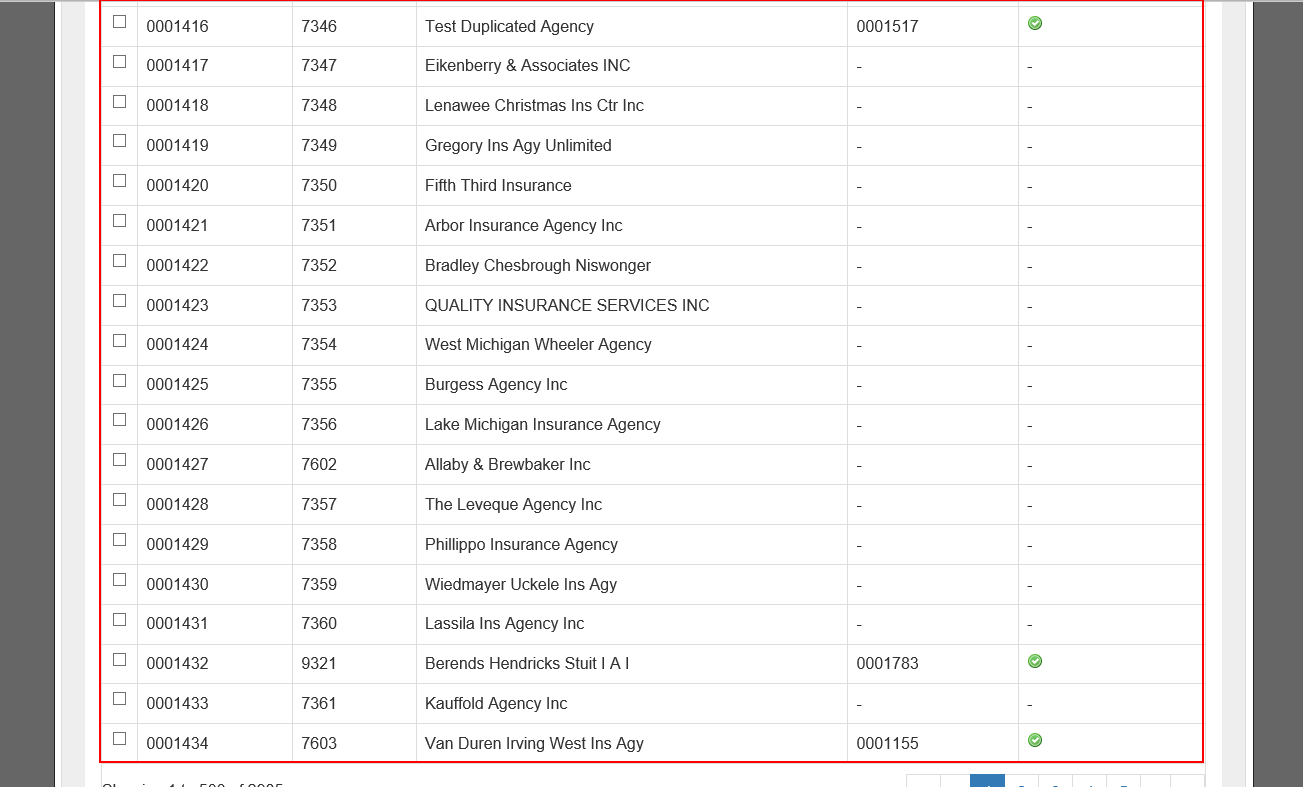 0001416 7346 Test Duplicated Agency 0001517
0001417 7347 Eikenberry & Associates INC - -
0001418 7348 Lenawee Christmas Ins Ctr Inc - -
0001419 7349 Gregory Ins Agy Unlimited - -
0001420 7350 Fifth Third Insurance - -
0001421 7351 Arbor Insurance Agency Inc - -
0001422 7352 Bradley Chesbrough Niswonger - -
0001423 7353 QUALITY INSURANCE SERVICES INC - -
0001424 7354 West Michigan Wheeler Agency - -
0001425 7355 Burgess Agency Inc - -
0001426 7356 Lake Michigan Insurance Agency - -
0001427 7602 Allaby & Brewbaker Inc - -
0001428 7357 The Leveque Agency Inc - -
0001429 7358 Phillippo Insurance Agency - -
0001430 7359 Wiedmayer Uckele Ins Agy - -
0001431 7360 Lassila Ins Agency Inc - -
0001432 9321 Berends Hendricks Stuit I A I 0001783
0001433 7361 Kauffold Agency Inc - -
0001434 7603 Van Duren Irving West Ins Agy 0001155